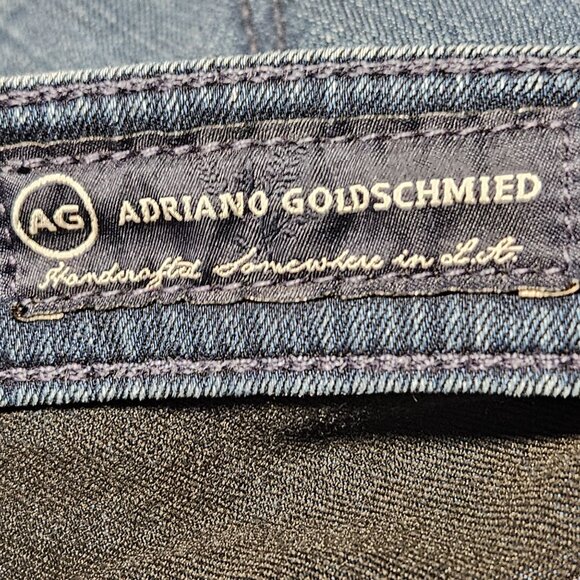 AG ADRIANO GOLDSCHMIED
Handcrafted Somewhere in L.A.